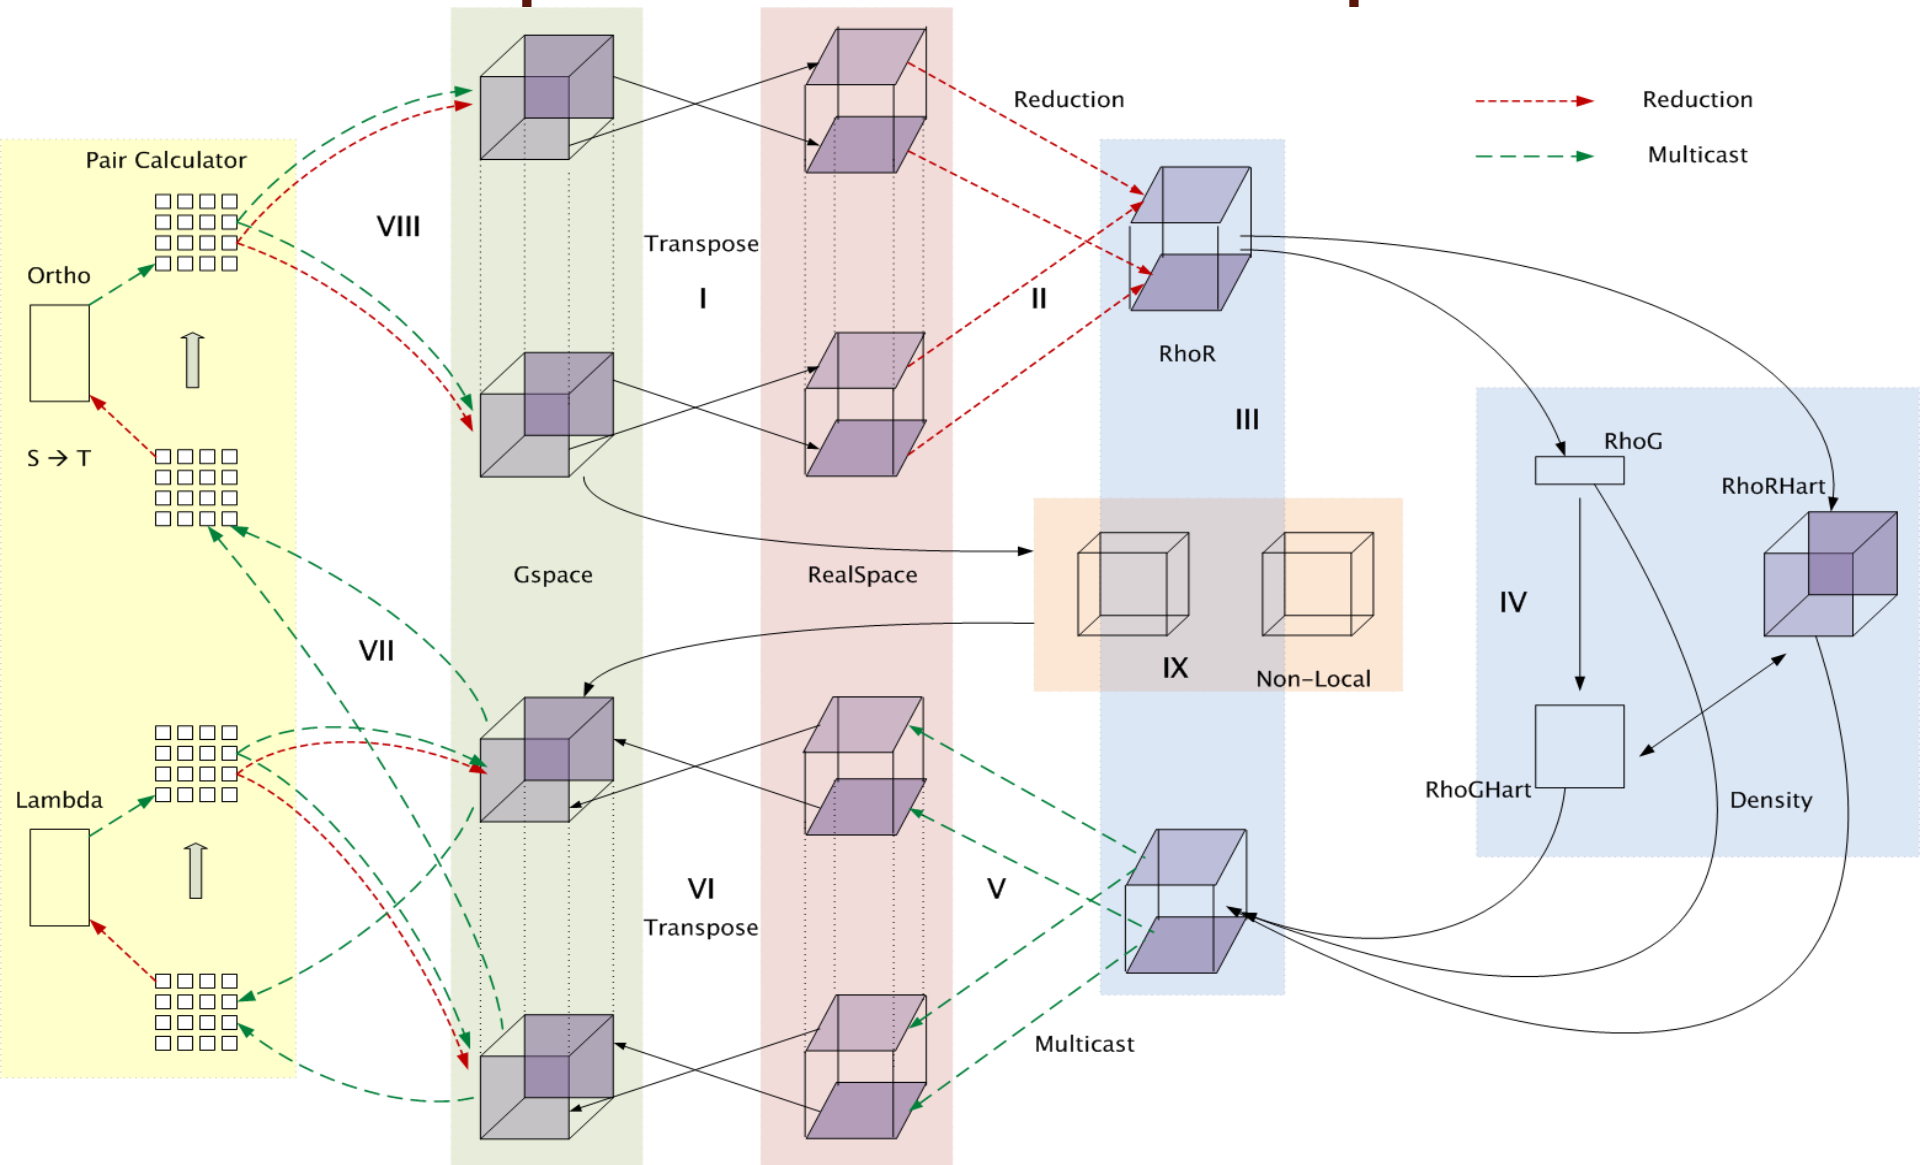 Reduction
Reduction
Multicast
Pair Calculator
VIII
Transpose
Ortho
I
II
RhoR
III
S → T
RhoG
RhoRHart
Gspace
RealSpace
IV
VII
IX
Non-Local
Lambda
RhoGHart
Density
VI
V
Transpose
Multicast